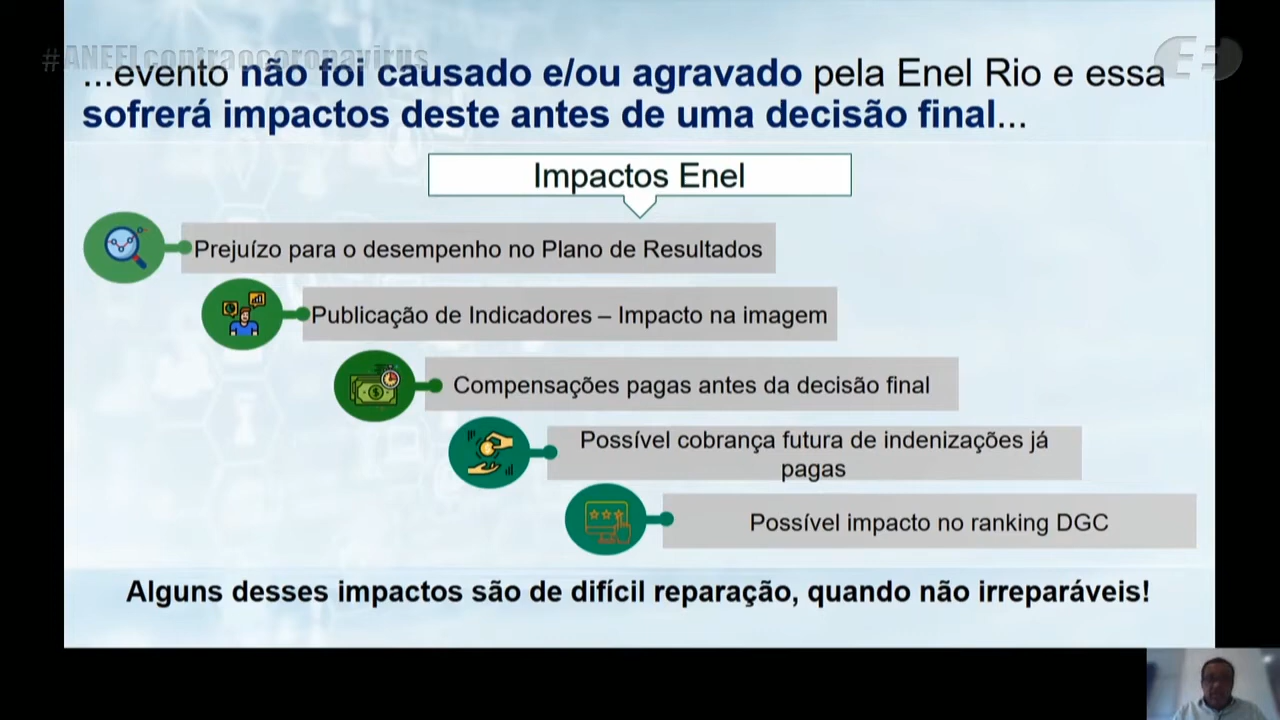 #ANEELcontraocoronavirus
...evento não foi causado e/ou agravado pela Enel Rio e essa
sofrerá impactos deste antes de uma decisão final...
Impactos Enel
Prejuízo para o desempenho no Plano de Resultados
Publicação de Indicadores – Impacto na imagem
Compensações pagas antes da decisão final
Possível cobrança futura de indenizações já
pagas
Possível impacto no ranking DGC
Alguns desses impactos são de difícil reparação, quando não irreparáveis!